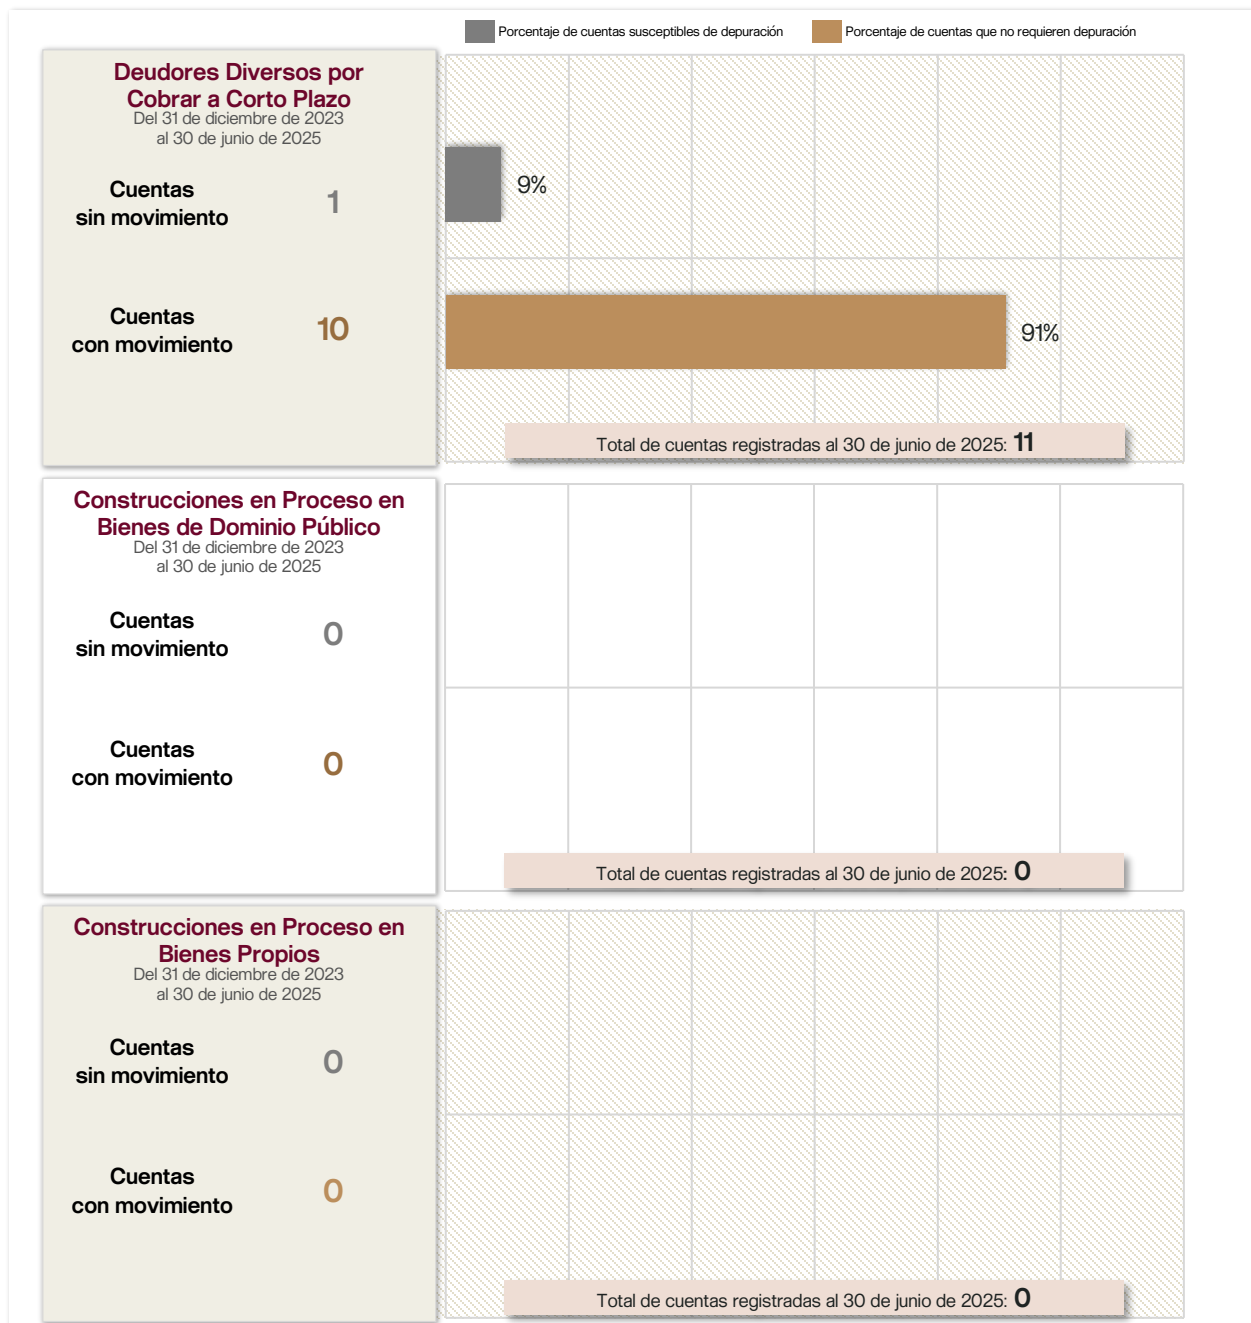 Porcentaje de cuentas susceptibles de depuración
Porcentaje de cuentas que no requieren depuración
Deudores Diversos por
Cobrar a Corto Plazo
Del 31 de diciembre de 2023
al 30 de junio de 2025
Cuentas
sin movimiento
1
9%
Cuentas
con movimiento
10
91%
Total de cuentas registradas al 30 de junio de 2025: 11
Construcciones en Proceso en
Bienes de Dominio Público
Del 31 de diciembre de 2023
al 30 de junio de 2025
Cuentas
sin movimiento
0
Cuentas
con movimiento
0
Total de cuentas registradas al 30 de junio de 2025: 0
Construcciones en Proceso en
Bienes Propios
Del 31 de diciembre de 2023
al 30 de junio de 2025
Cuentas
sin movimiento
0
Cuentas
con movimiento
0
Total de cuentas registradas al 30 de junio de 2025: 0